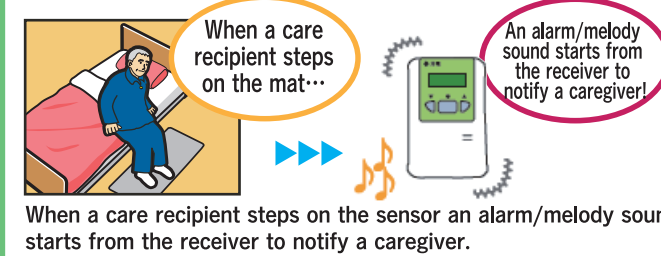 When a care
recipient steps
on the mat…
An alarm/melody
sound starts from
the receiver to
notify a caregiver!
When a care recipient steps on the sensor an alarm/melody soun
starts from the receiver to notify a caregiver.